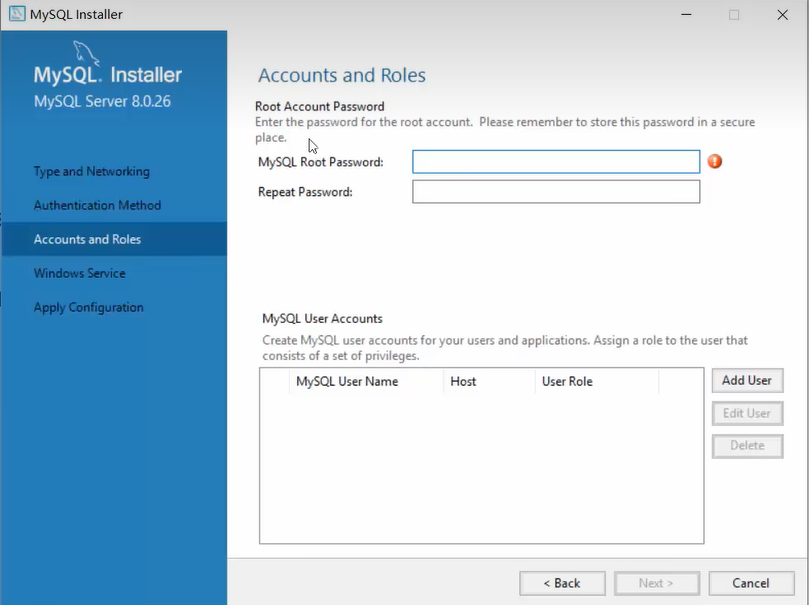 MySQL Installer
MySQL. Installer
MySQL Server 8.0.26
Type and Networking
Authentication Method
Accounts and Roles
Windows Service
Apply Configuration
Accounts and Roles
Root Account Password
Enter the password for the root account. Please remember to store this password in a secure
place.
MySQL Root Password:
Repeat Password:
MySQL User Accounts
Create MySQL user accounts for your users and applications. Assign a role to the user that
consists of a set of privileges.
MySQL User Name Host User Role
Add User
Edit User
Delete
< Back Next > Cancel